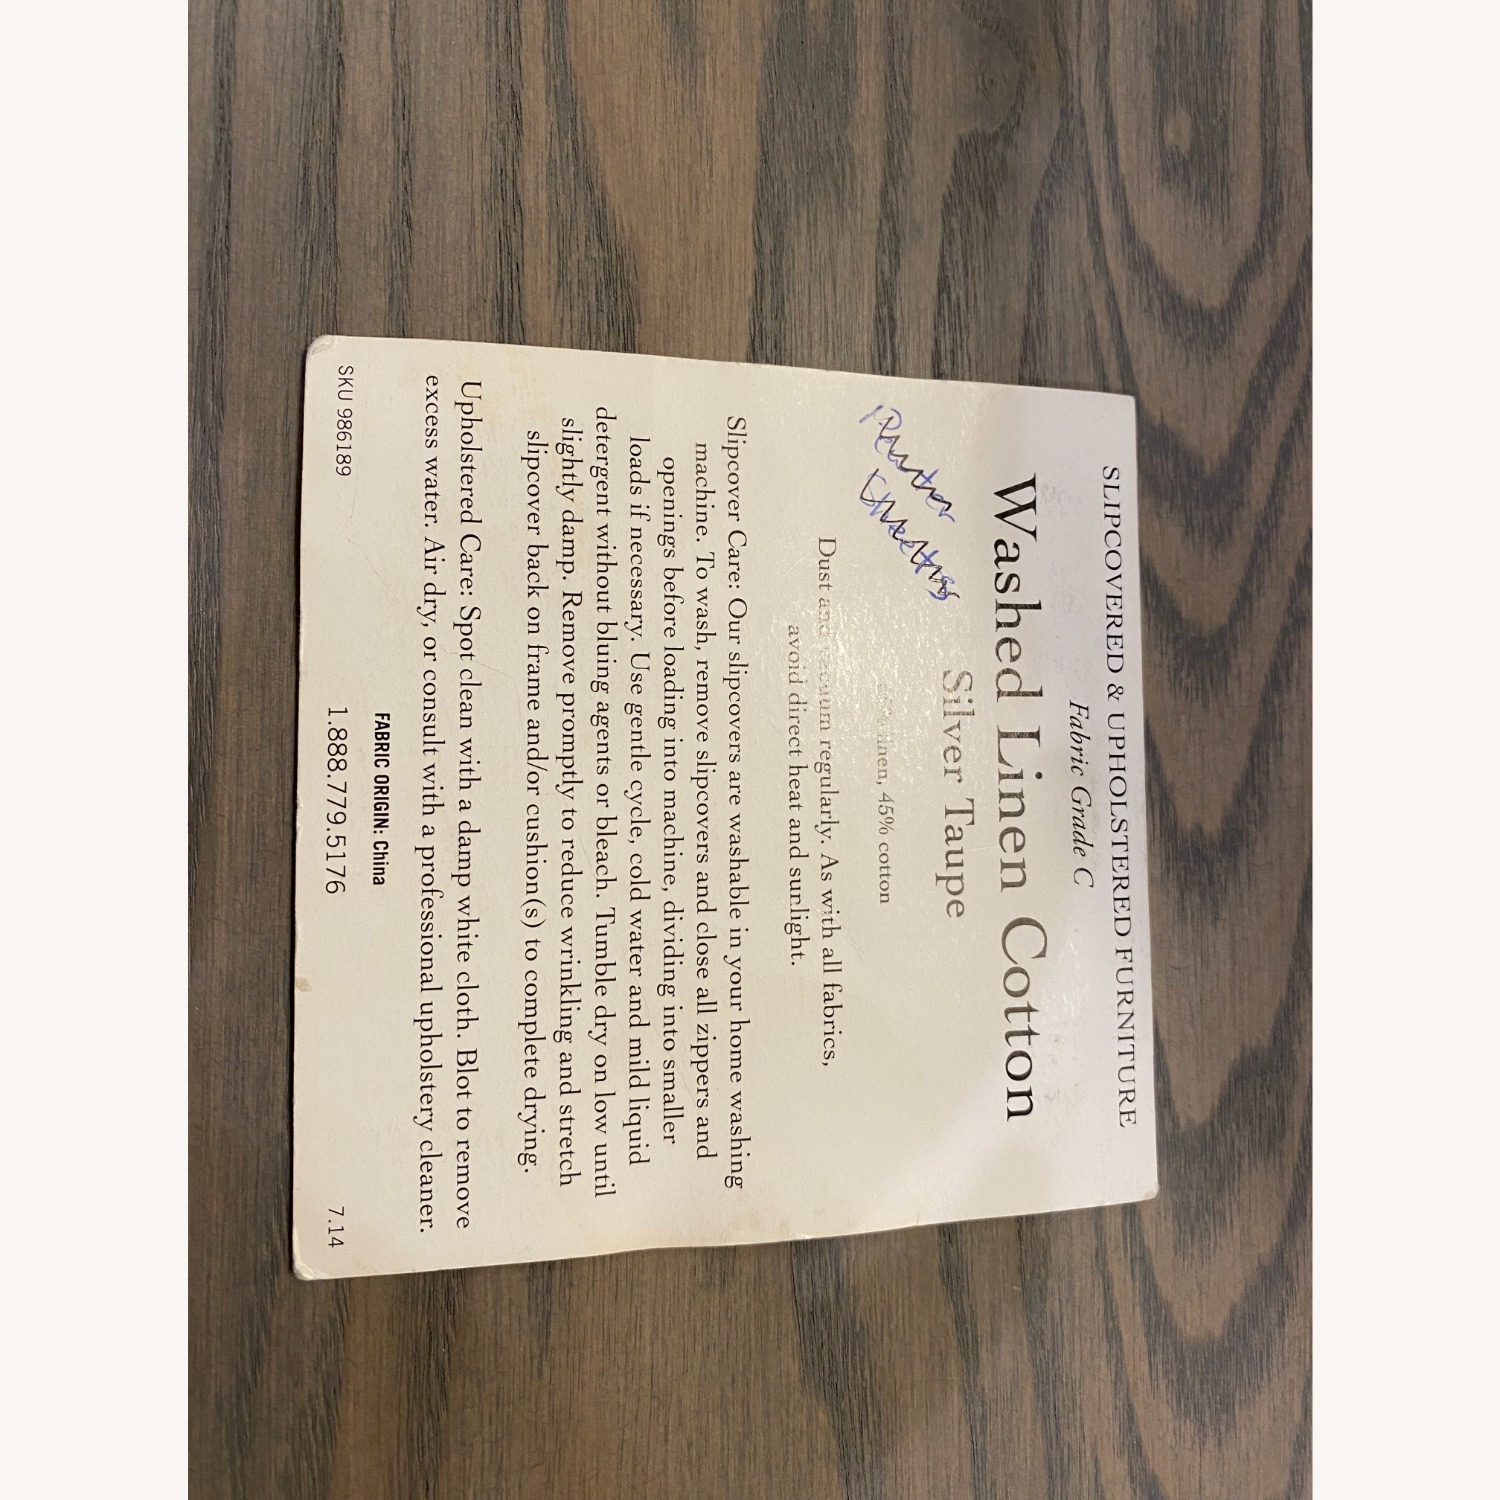 SLIPCOVERED & UPHOLSTERED FURNITURE
Fabric Grade C
Washed Linen Cotton
Silver Taupe
linen, 45% cotton
Dust and vacuum regularly. As with all fabrics,
avoid direct heat and sunlight.
Slipcover Care: Our slipcovers are washable in your home washing
machine. To wash, remove slipcovers and close all zippers and
openings before loading into machine, dividing into smaller
loads if necessary. Use gentle cycle, cold water and mild liquid
detergent without bluing agents or bleach. Tumble dry on low until
slightly damp. Remove promptly to reduce wrinkling and stretch
slipcover back on frame and/or cushion(s) to complete drying.
Upholstered Care: Spot clean with a damp white cloth. Blot to remove
excess water. Air dry, or consult with a professional upholstery cleaner.
FABRIC ORIGIN: China
SKU 986189 1.888.779.5176 7.14